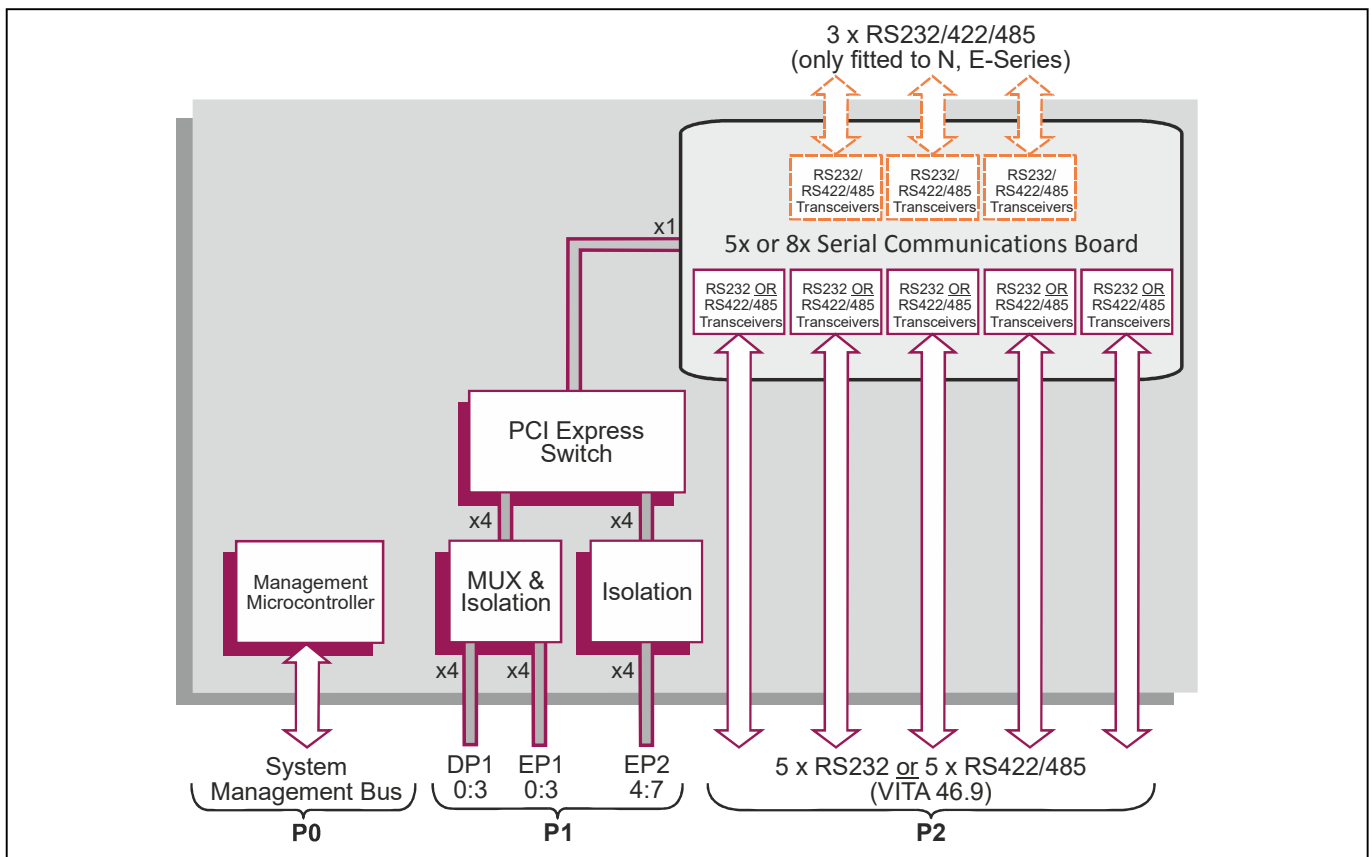 3 x RS232/422/485
(only fitted to N, E-Series)
RS232/
RS422/485
Transceivers
RS232/
RS422/485
Transceivers
RS232/
RS422/485
Transceivers
x1
5x or 8x Serial Communications Board
RS232 OR
RS422/485
Transceivers
RS232 OR
RS422/485
Transceivers
RS232 OR
RS422/485
Transceivers
RS232 OR
RS422/485
Transceivers
RS232 OR
RS422/485
Transceivers
PCI Express
Switch
x4
x4
Management
Microcontroller
MUX &
Isolation
Isolation
x4
x4
x4
System
Management Bus
DP1
0:3
EP1
0:3
EP2
4:7
5 x RS232 or 5 x RS422/485
(VITA 46.9)
P0
P1
P2